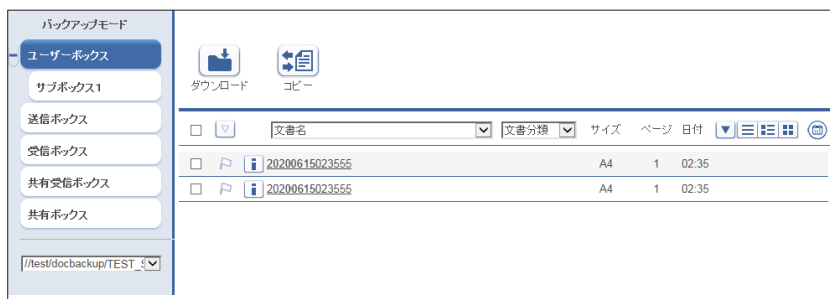 バックアップモード
ユーザーボックス
サブボックス1
送信ボックス
受信ボックス
共有受信ボックス
共有ボックス
//test/docbackup/TEST_
ダウンロード コピー
文書名 文書分類 サイズ ページ 日付
20200615023555 A4 1 02:35
20200615023555 A4 1 02:35